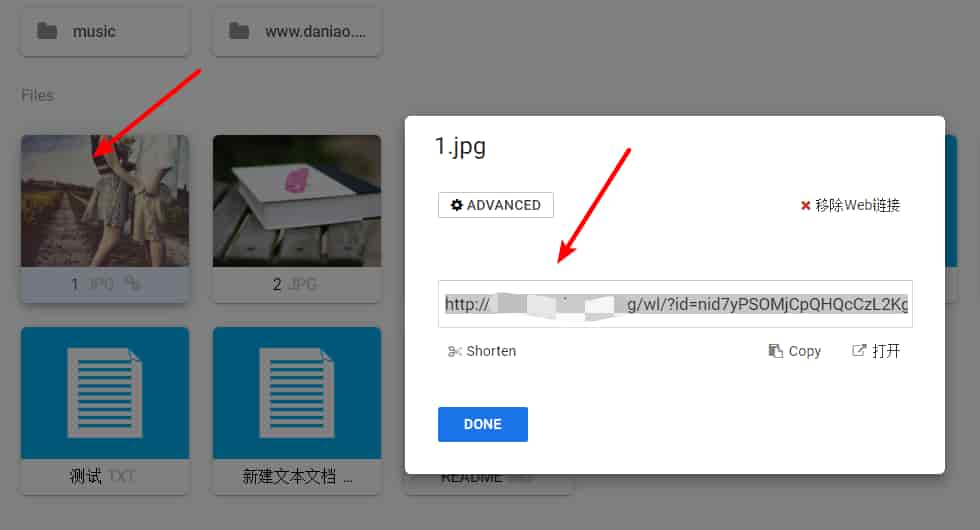 music
www.daniao....
Files
1 JPG
2 JPG
测试 TXT
新建文本文档 ...
README
1.jpg
ADVANCED
移除Web链接
http://
g/wl/?id=nid7yPSOMjCpQHQcCzL2Kg
Shorten
Copy
打开
DONE